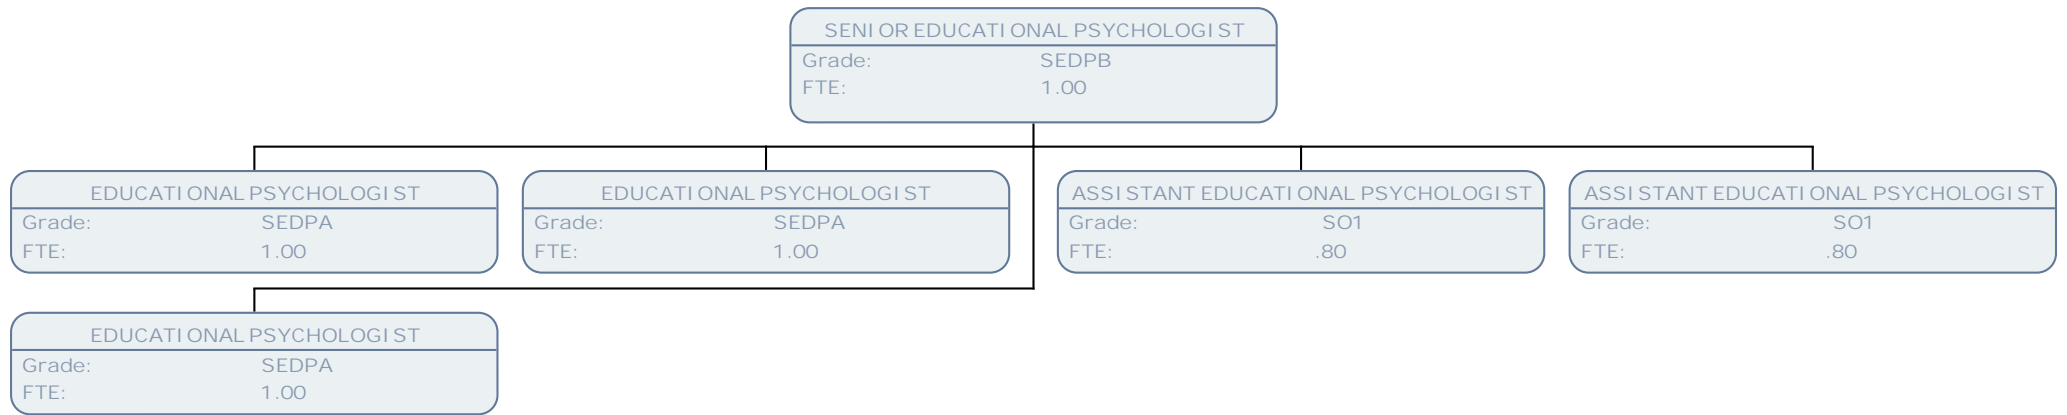 SENIOR EDUCATIONAL PSYCHOLOGIST
Grade: SEDPB
FTE: 1.00
EDUCATIONAL PSYCHOLOGIST
Grade: SEDPA
FTE: 1.00
EDUCATIONAL PSYCHOLOGIST
Grade: SEDPA
FTE: 1.00
ASSISTANT EDUCATIONAL PSYCHOLOGIST
Grade: SO1
FTE: .80
ASSISTANT EDUCATIONAL PSYCHOLOGIST
Grade: SO1
FTE: .80
EDUCATIONAL PSYCHOLOGIST
Grade: SEDPA
FTE: 1.00